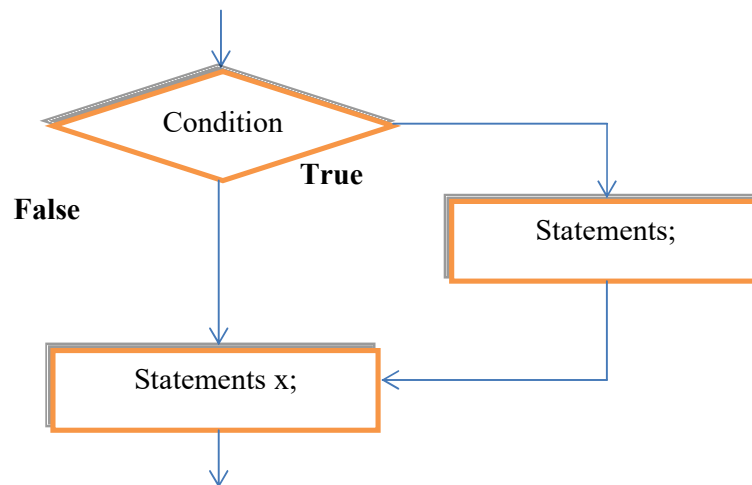 Condition
True
False
Statements;
Statements x;